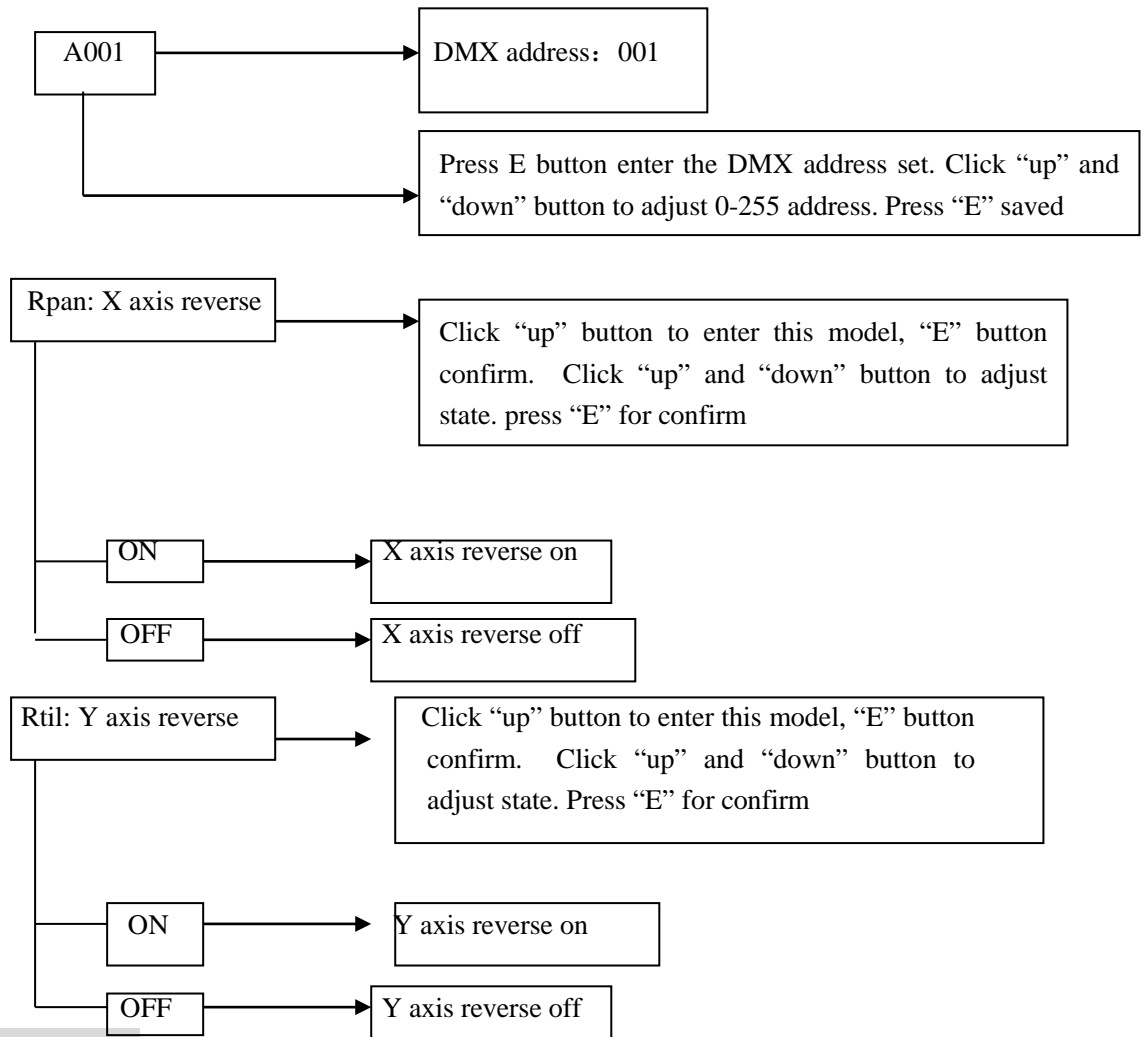 A001
DMX address：001
Press E button enter the DMX address set. Click “up” and
“down” button to adjust 0-255 address. Press “E” saved
Rpan: X axis reverse
Click “up” button to enter this model, “E” button
confirm. Click “up” and “down” button to adjust
state. press “E” for confirm
ON
X axis reverse on
OFF
X axis reverse off
Rtil: Y axis reverse
Click “up” button to enter this model, “E” button
confirm. Click “up” and “down” button to
adjust state. Press “E” for confirm
ON
Y axis reverse on
OFF
Y axis reverse off